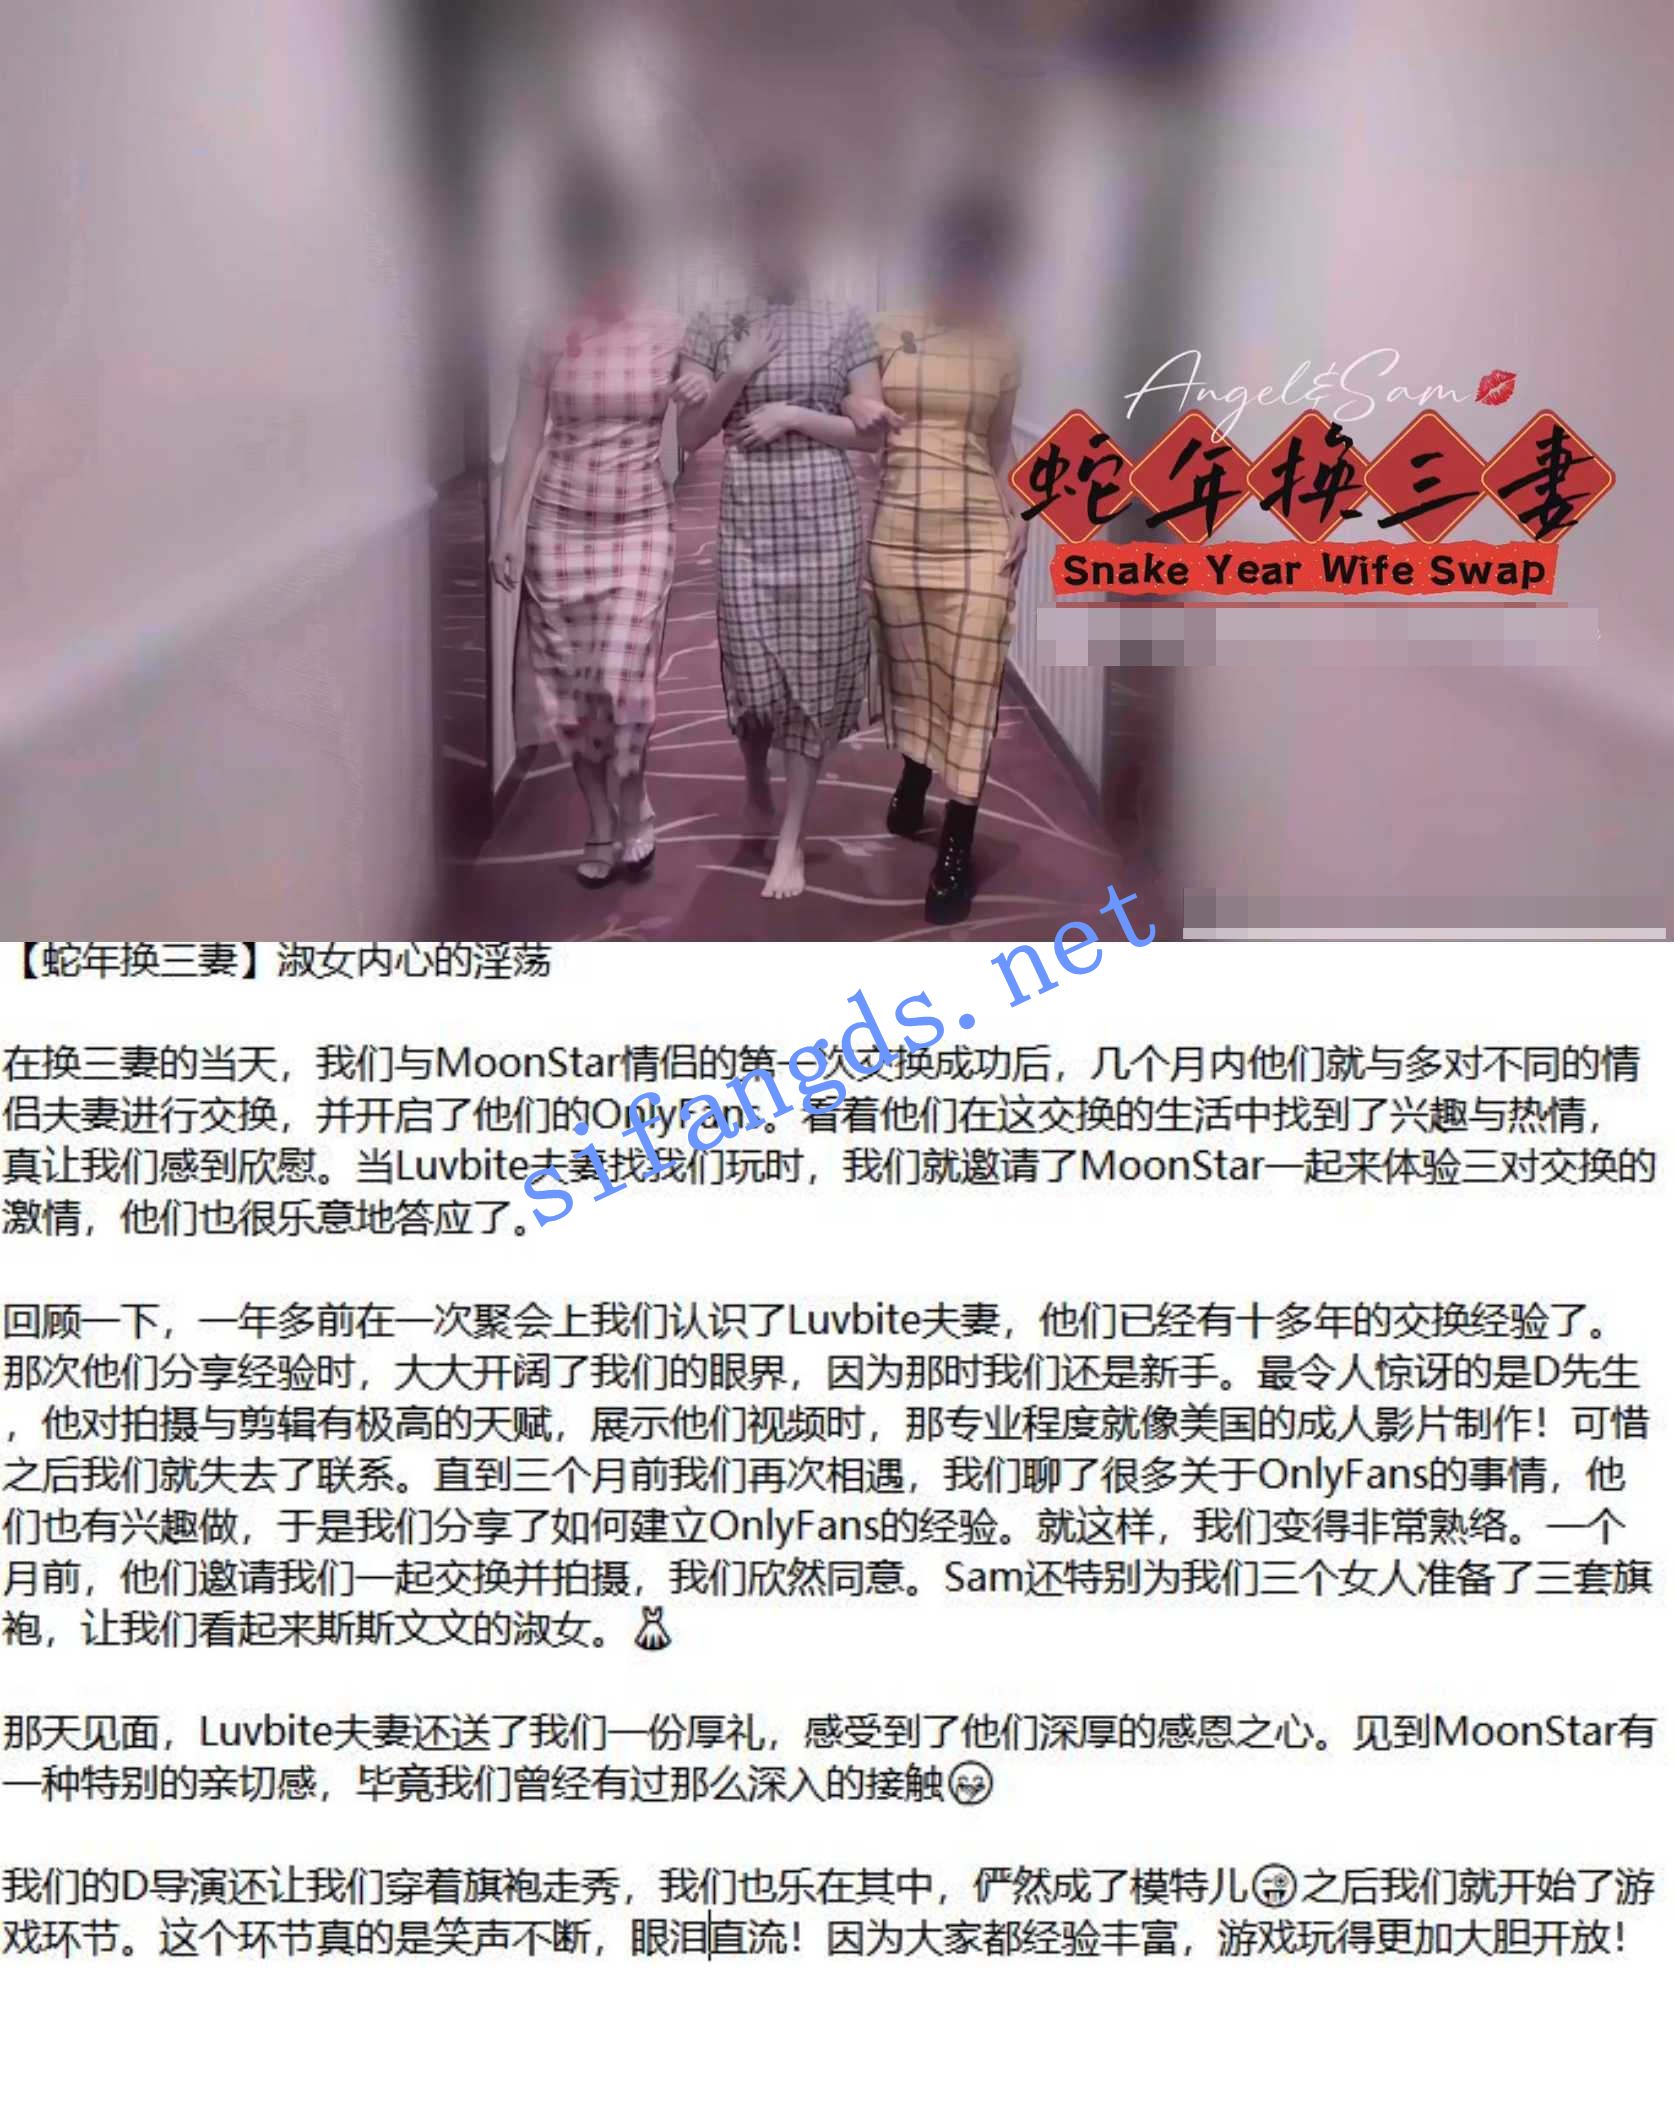 Angel&Sam
蛇年换三妻
Snake Year Wife Swap
sifangds.net
【蛇年换三妻】淑女内心的淫荡
在换三妻的当天，我们与MoonStar情侣的第一次交换成功后，几个月内他们就与多对不同的情
侣夫妻进行交换，并开启了他们的OnlyFans。看着他们在这交换的生活中找到了兴趣与热情，
真让我们感到欣慰。当Luvbite夫妻找我们玩时，我们就邀请了MoonStar一起来体验三对交换的
激情，他们也很乐意地答应了。
回顾一下，一年多前在一次聚会上我们认识了Luvbite夫妻，他们已经有十多年的交换经验了。
那次他们分享经验时，大大开阔了我们的眼界，因为那时我们还是新手。最令人惊讶的是D先生
，他对拍摄与剪辑有极高的天赋，展示他们视频时，那专业程度就像美国的成人影片制作！可惜
之后我们就失去了联系。直到三个月前我们再次相遇，我们聊了很多关于OnlyFans的事情，他
们也有兴趣做，于是我们分享了如何建立OnlyFans的经验。就这样，我们变得非常熟络。一个
月前，他们邀请我们一起交换并拍摄，我们欣然同意。Sam还特别为我们三个女人准备了三套旗
袍，让我们看起来斯斯文文的淑女。👗
那天见面，Luvbite夫妻还送了我们一份厚礼，感受到了他们深厚的感恩之心。见到MoonStar有
一种特别的亲切感，毕竟我们曾经有过那么深入的接触🤭
我们的D导演还让我们穿着旗袍走秀，我们也乐在其中，俨然成了模特儿🤪之后我们就开始了游
戏环节。这个环节真的是笑声不断，眼泪直流！因为大家都经验丰富，游戏玩得更加大胆开放！